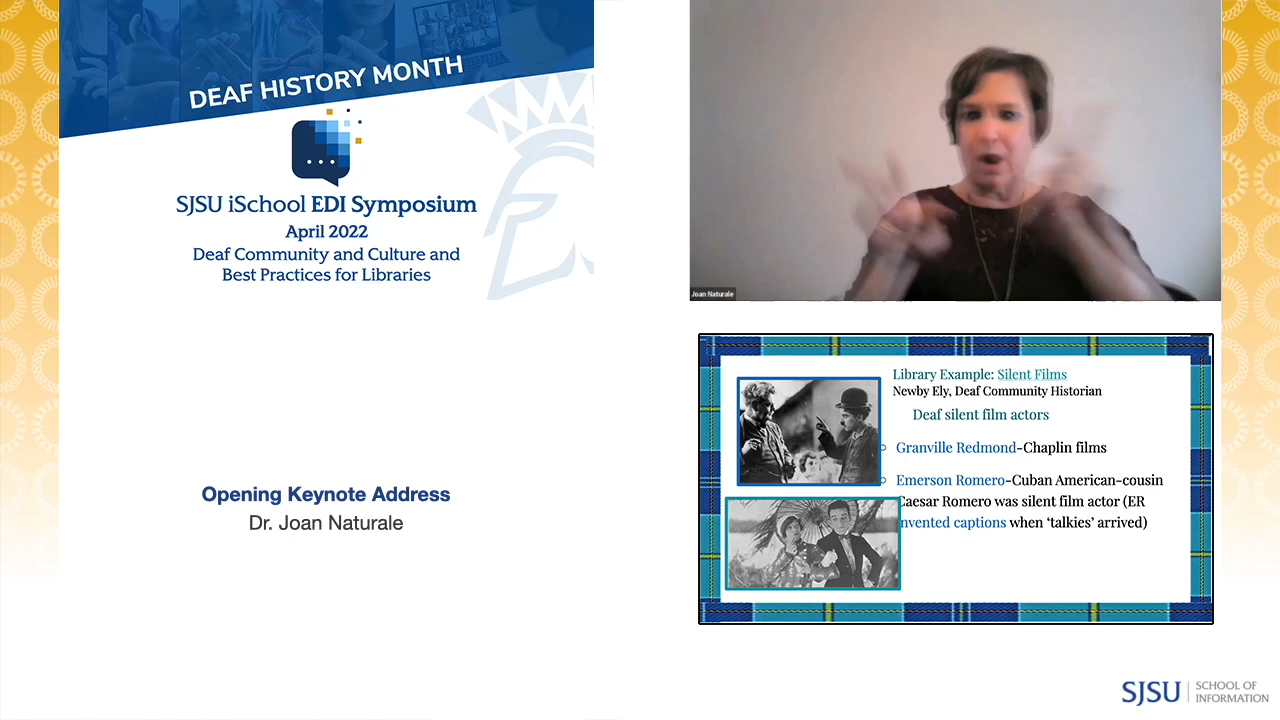 DEAF HISTORY MONTH
SJSU iSchool EDI Symposium
April 2022
Deaf Community and Culture and
Best Practices for Libraries
Opening Keynote Address
Dr. Joan Naturale
Joan Naturale
Library Example: Silent Films
Newby Ely, Deaf Community Historian
Deaf silent film actors
Granville Redmond-Chaplin films
Emerson Romero-Cuban American-cousin
Caesar Romero was silent film actor (ER
invented captions when ‘talkies’ arrived)
SJSU
SCHOOL OF
INFORMATION